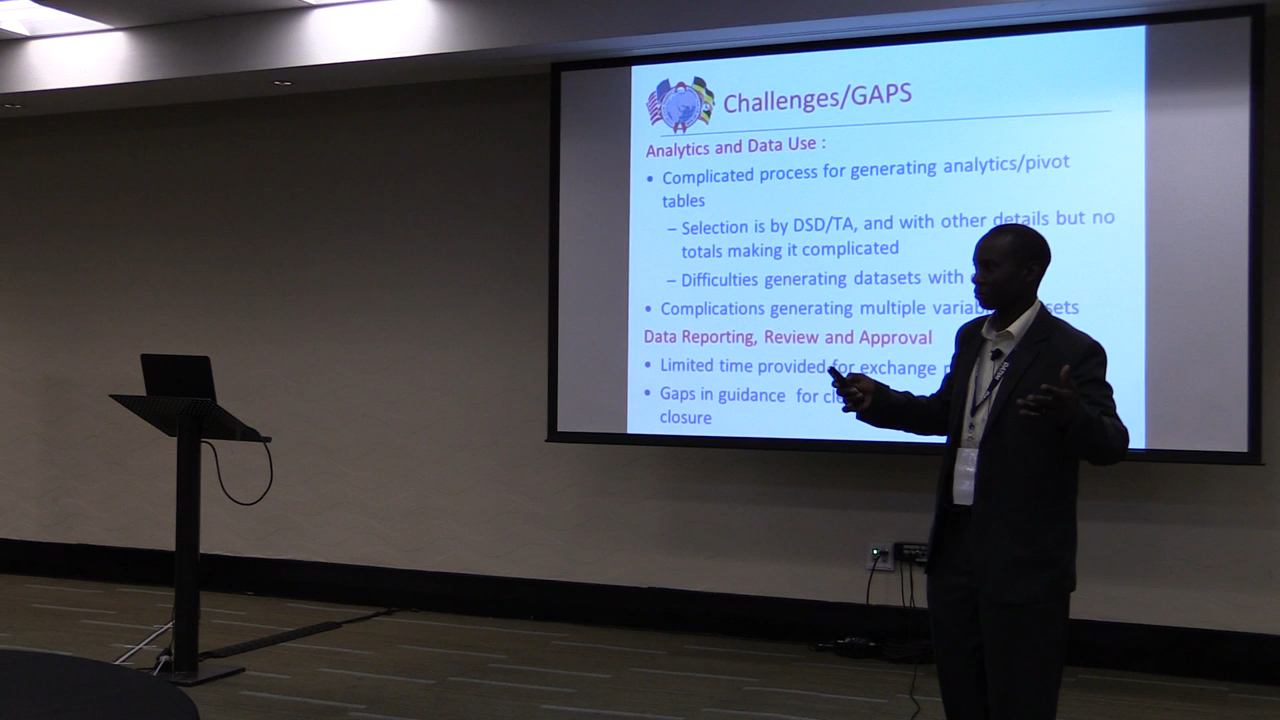 Challenges/GAPS
Analytics and Data Use :
• Complicated process for generating analytics/pivot
tables
– Selection is by DSD/TA, and with other details but no
totals making it complicated
– Difficulties generating datasets with
• Complications generating multiple sets
Data Reporting, Review and Approval
• Limited time provided for exchange
• Gaps in guidance for
closure
DATIM